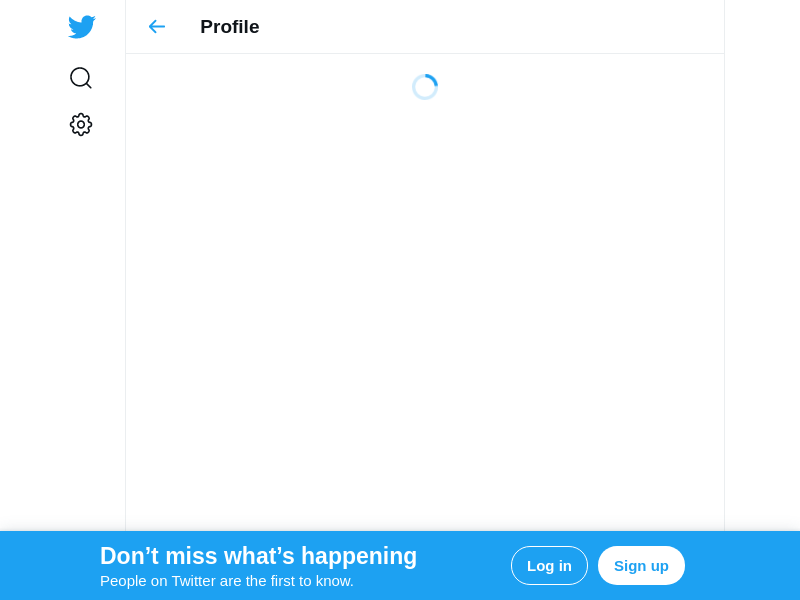 Profile
Don’t miss what’s happening
People on Twitter are the first to know.
Log in
Sign up